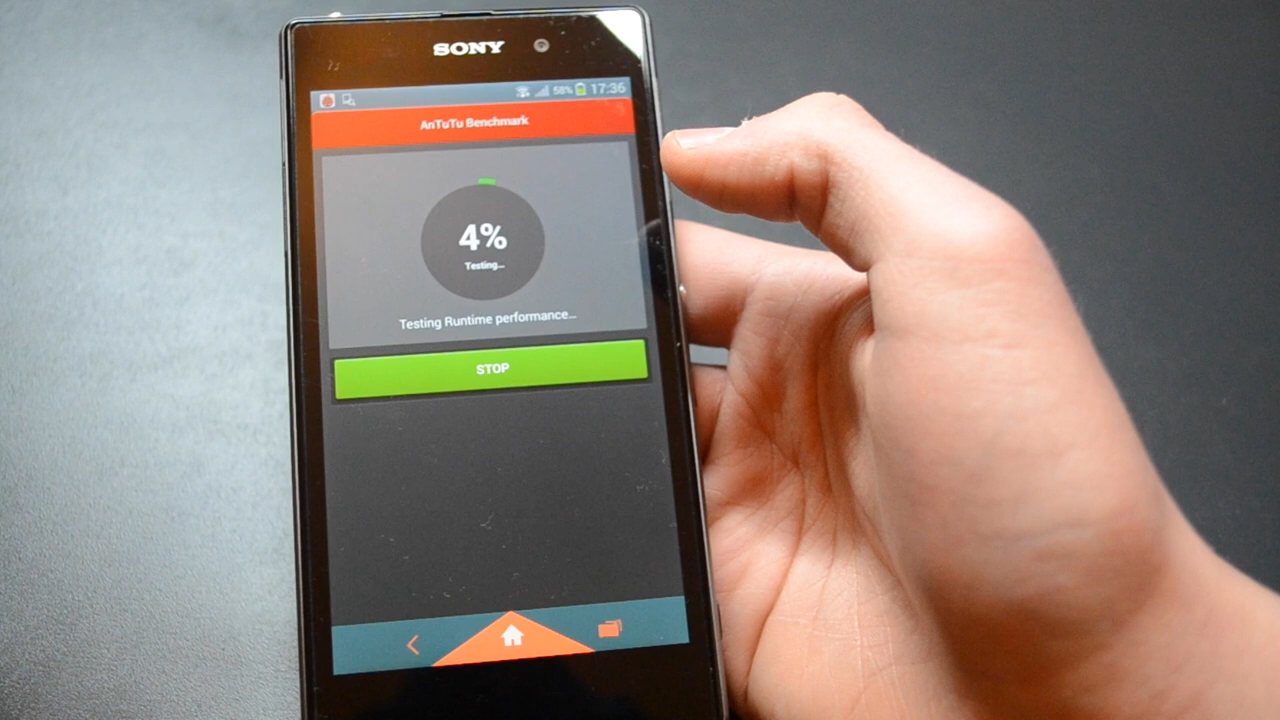 SONY
58% 17:36
AnTuTu Benchmark
4%
Testing...
Testing Runtime performance...
STOP